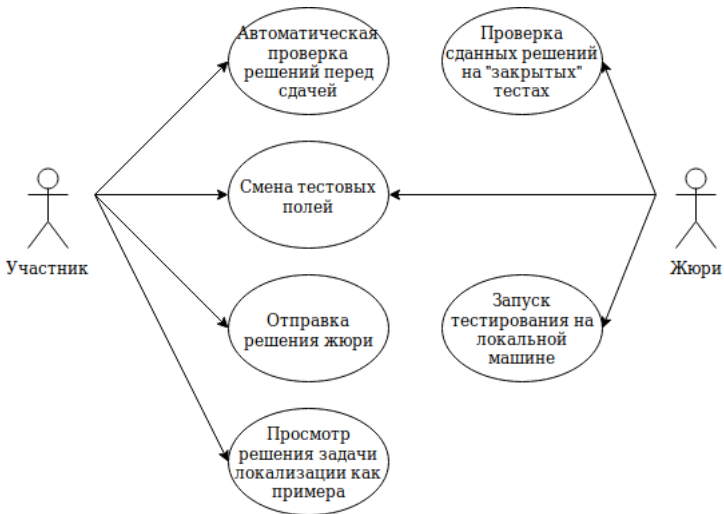 Автоматическая
проверка
решений перед
сдачей
Проверка
сданных решений
на "закрытых"
тестах
Смена тестовых
полей
Участник
Жюри
Отправка
решения жюри
Запуск
тестирования на
локальной
машине
Просмотр
решения задачи
локализации как
примера